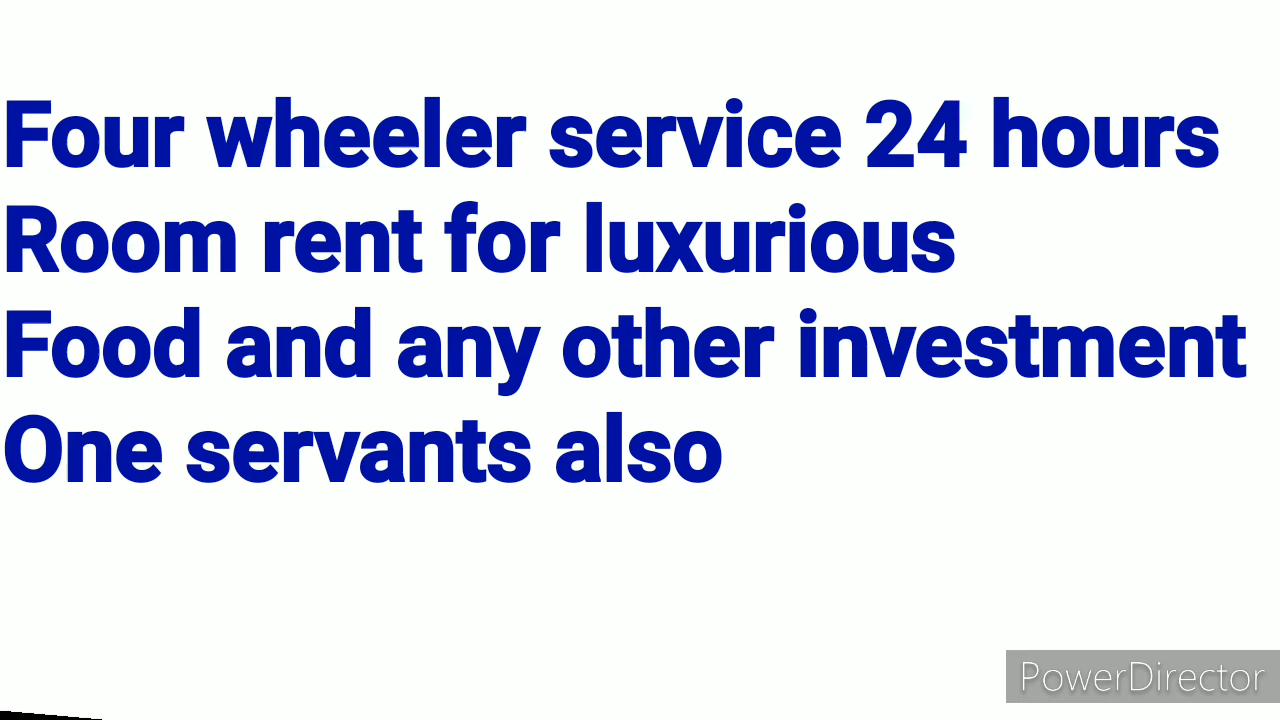 Four wheeler service 24 hours
Room rent for luxurious
Food and any other investment
One servants also
PowerDirector